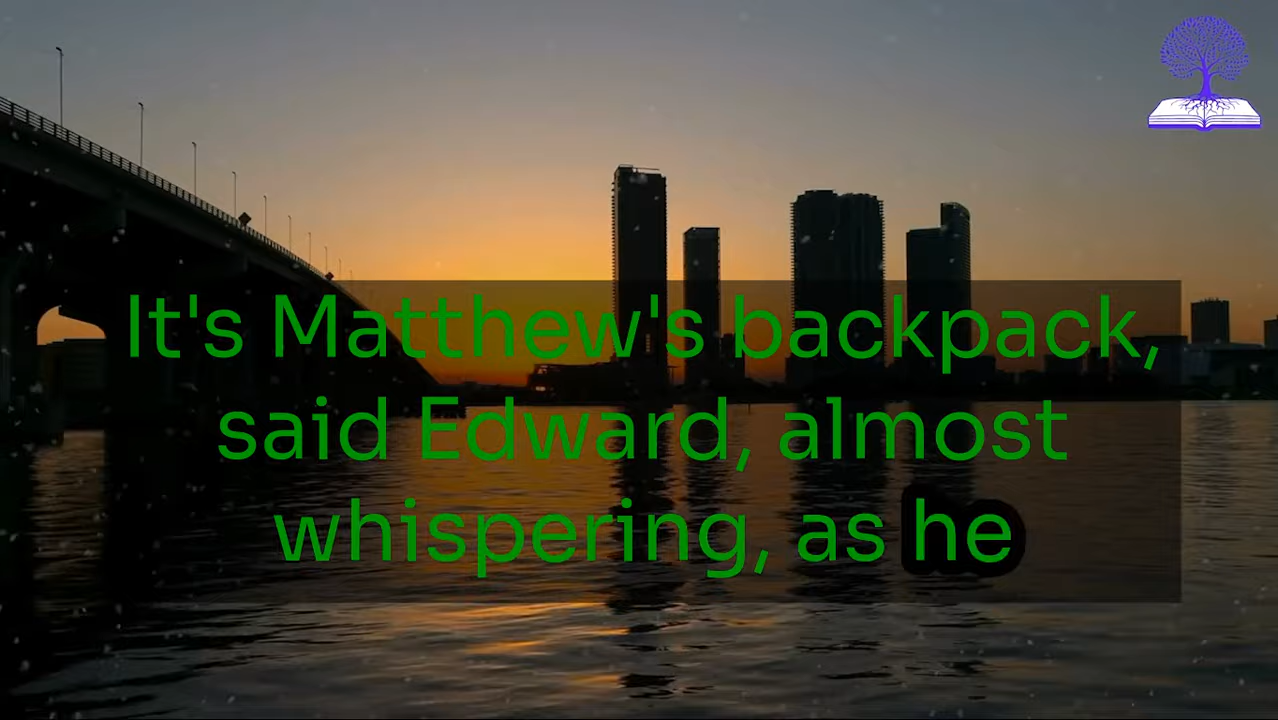 It's Matthew's backpack,
said Edward, almost
whispering, as he